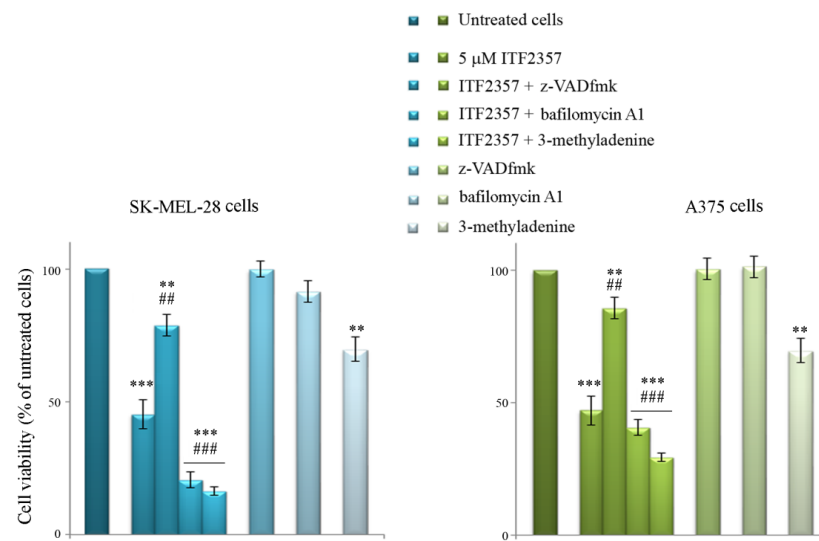 Untreated cells
5 µM ITF2357
ITF2357 + z-VADfmk
ITF2357 + bafilomycin A1
ITF2357 + 3-methyladenine
z-VADfmk
bafilomycin A1
3-methyladenine
SK-MEL-28 cells
Cell viability (% of untreated cells)
100
50
0
***
**
##
***
###
**
A375 cells
100
50
0
***
**
##
***
###
**